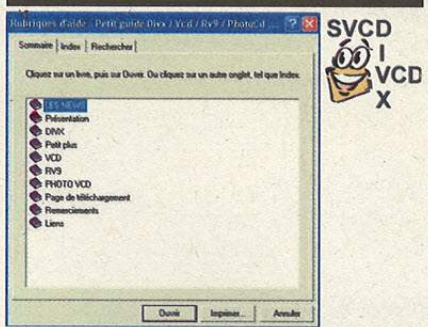 Rubriques d'aide : Petit guide Divx / Vcd / Rv9 / Photo
Sommaire Index Rechercher
Cliquez sur un livre, puis sur Ouvrir. Ou cliquez sur un autre onglet, tel que Index.
LES NEWS
Présentation
DIVX
Petit plus
VCD
RV9
PHOTO VCD
Page de téléchargement
Remerciements
Liens
Ouvrir Imprimer... Annuler
SVCD
I
VCD
X